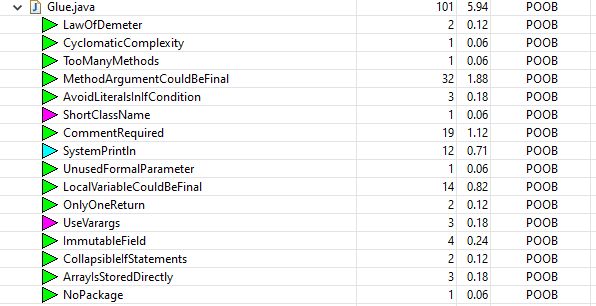 Glue.java 101 5.94 POOB
LawOfDemeter 2 0.12 POOB
CyclomaticComplexity 1 0.06 POOB
TooManyMethods 1 0.06 POOB
MethodArgumentCouldBeFinal 32 1.88 POOB
AvoidLiteralsInIfCondition 3 0.18 POOB
ShortClassName 1 0.06 POOB
CommentRequired 19 1.12 POOB
SystemPrintln 12 0.71 POOB
UnusedFormalParameter 1 0.06 POOB
LocalVariableCouldBeFinal 14 0.82 POOB
OnlyOneReturn 2 0.12 POOB
UseVarargs 3 0.18 POOB
ImmutableField 4 0.24 POOB
CollapsibleIfStatements 2 0.12 POOB
ArrayIsStoredDirectly 3 0.18 POOB
NoPackage 1 0.06 POOB